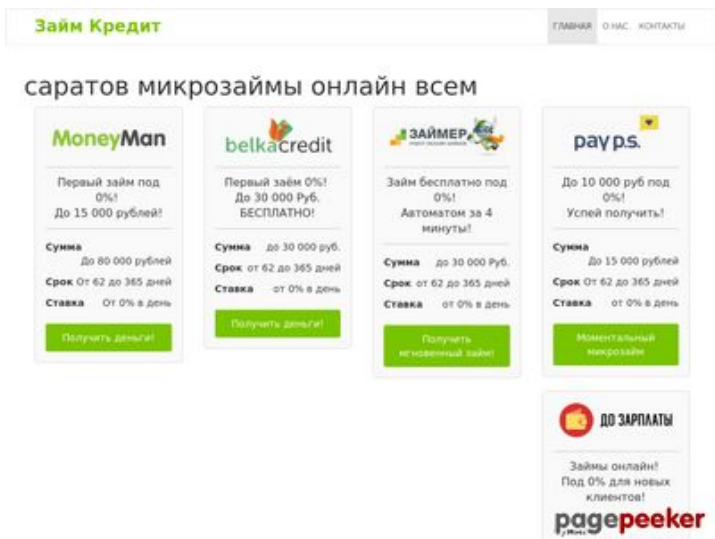 Займ Кредит
ГЛАВНАЯ О НАС КОНТАКТЫ
саратов микрозаймы онлайн всем
MoneyMan
Первый займ под
0%!
До 15 000 рублей!
Сумма
До 80 000 рублей
Срок От 62 до 365 дней
Ставка От 0% в день
Получить деньги!
belkacredit
Первый заём 0%!
До 30 000 Руб.
БЕСПЛАТНО!
Сумма до 30 000 руб.
Срок от 62 до 365 дней
Ставка от 0% в день
Получить деньги!
ЗАЙМЕР
Займ бесплатно под
0%!
Автоматом за 4
минуты!
Сумма до 30 000 Руб.
Срок от 62 до 365 дней
Ставка от 0% в день
Получить
мгновенный займ!
pay p.s.
До 10 000 руб под
0%!
Успей получить!
Сумма
До 15 000 рублей
Срок От 62 до 365 дней
Ставка от 0% в день
Моментальный
микрозайм
ДО ЗАРПЛАТЫ
Займы онлайн!
Под 0% для новых
клиентов!
pagepeeker